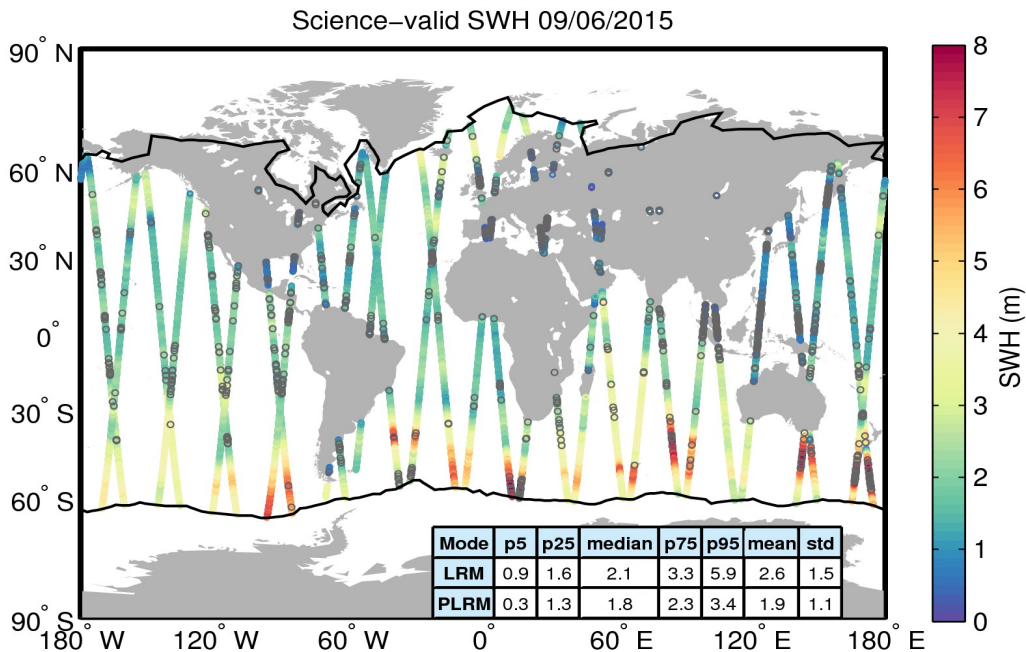 Science−valid SWH 09/06/2015
90° N
60° N
30° N
0°
30° S
60° S
90° S
180° W
120° W
60° W
0°
60° E
120° E
180° E
8
7
6
5
4
3
2
1
0
SWH (m)
Mode p5 p25 median p75 p95 mean std
LRM 0.9 1.6 2.1 3.3 5.9 2.6 1.5
PLRM 0.3 1.3 1.8 2.3 3.4 1.9 1.1